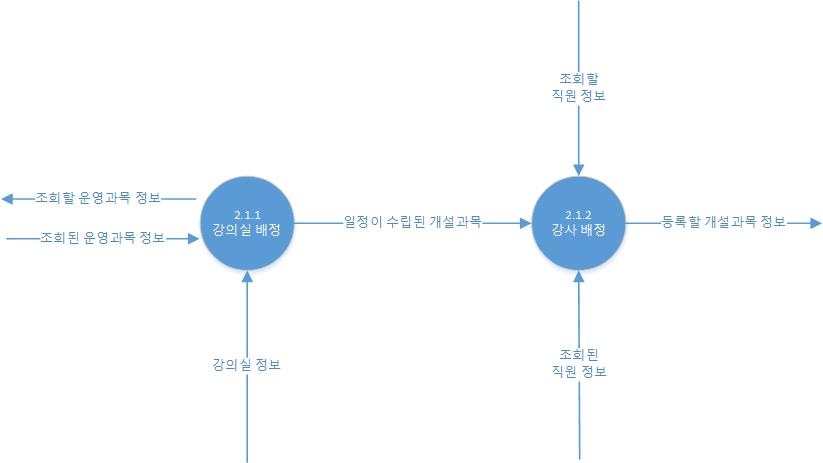 조회할
직원 정보
조회할 운영과목 정보
조회된 운영과목 정보
2.1.1
강의실 배정
일정이 수립된 개설과목
2.1.2
강사 배정
등록할 개설과목 정보
강의실 정보
조회된
직원 정보